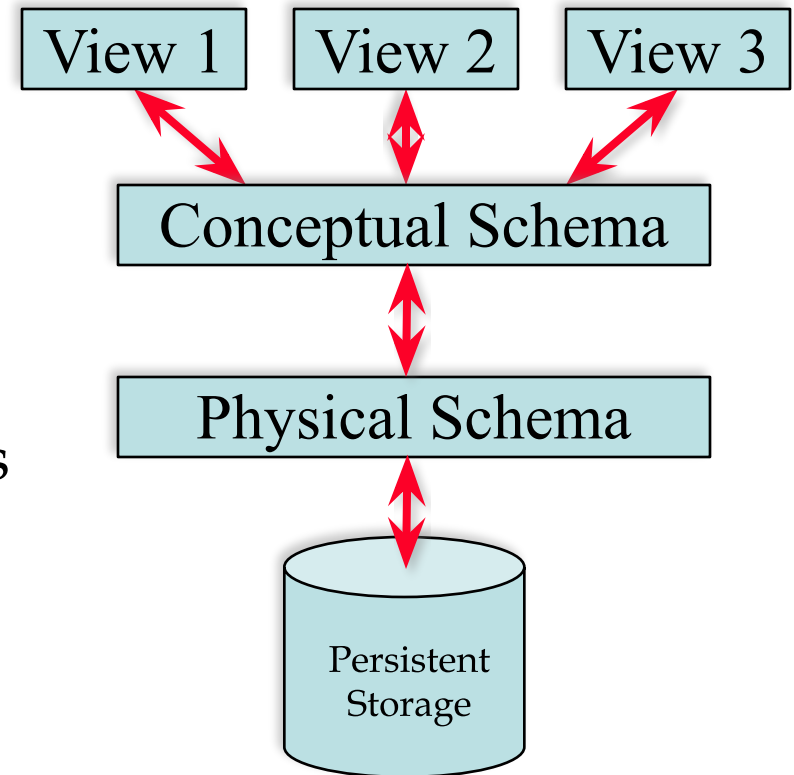 View 1 View 2 View 3
Conceptual Schema
Physical Schema
s
Persistent
Storage